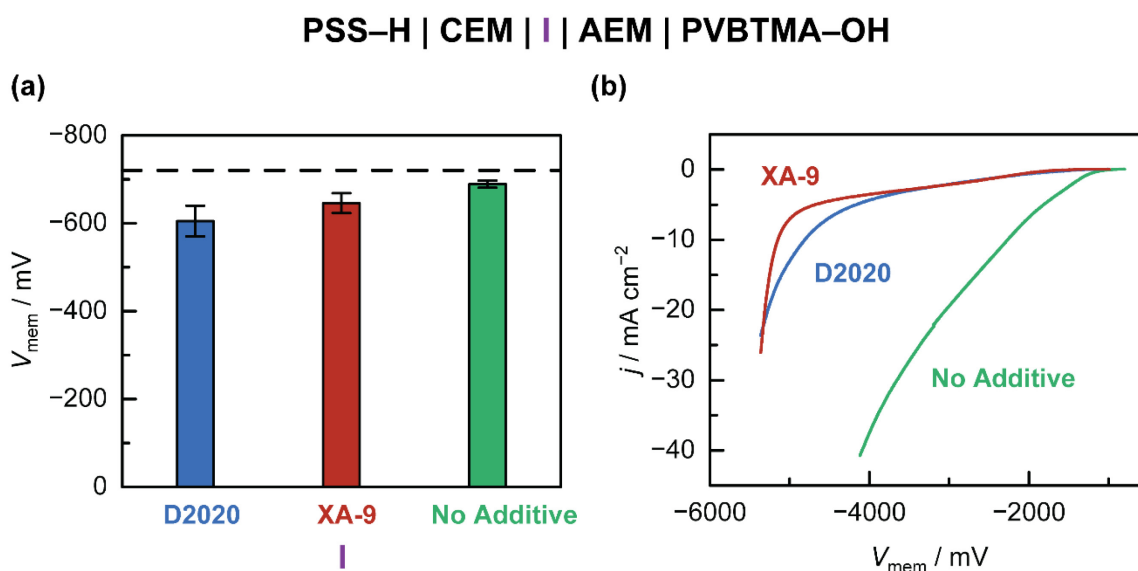 PSS–H | CEM | I | AEM | PVBTMA–OH
(a)
−800
−600
−400
−200
0
V_mem / mV
D2020
XA-9
No Additive
I
(b)
0
−10
−20
−30
−40
j / mA cm⁻²
XA-9
D2020
No Additive
−6000
−4000
−2000
V_mem / mV